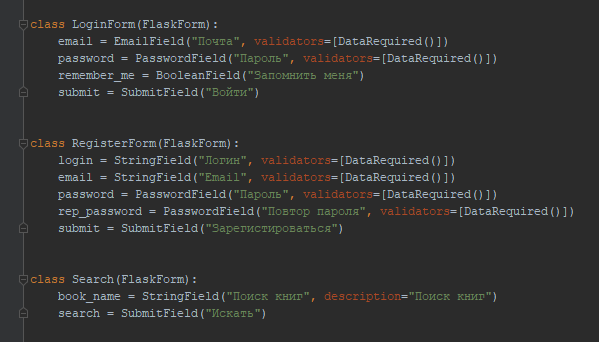 class LoginForm(FlaskForm):
    email = EmailField("Почта", validators=[DataRequired()])
    password = PasswordField("Пароль", validators=[DataRequired()])
    remember_me = BooleanField("Запомнить меня")
    submit = SubmitField("Войти")
class RegisterForm(FlaskForm):
    login = StringField("Логин", validators=[DataRequired()])
    email = StringField("Email", validators=[DataRequired()])
    password = PasswordField("Пароль", validators=[DataRequired()])
    rep_password = PasswordField("Повтор пароля", validators=[DataRequired()])
    submit = SubmitField("Зарегистироваться")
class Search(FlaskForm):
    book_name = StringField("Поиск книг", description="Поиск книг")
    search = SubmitField("Искать")